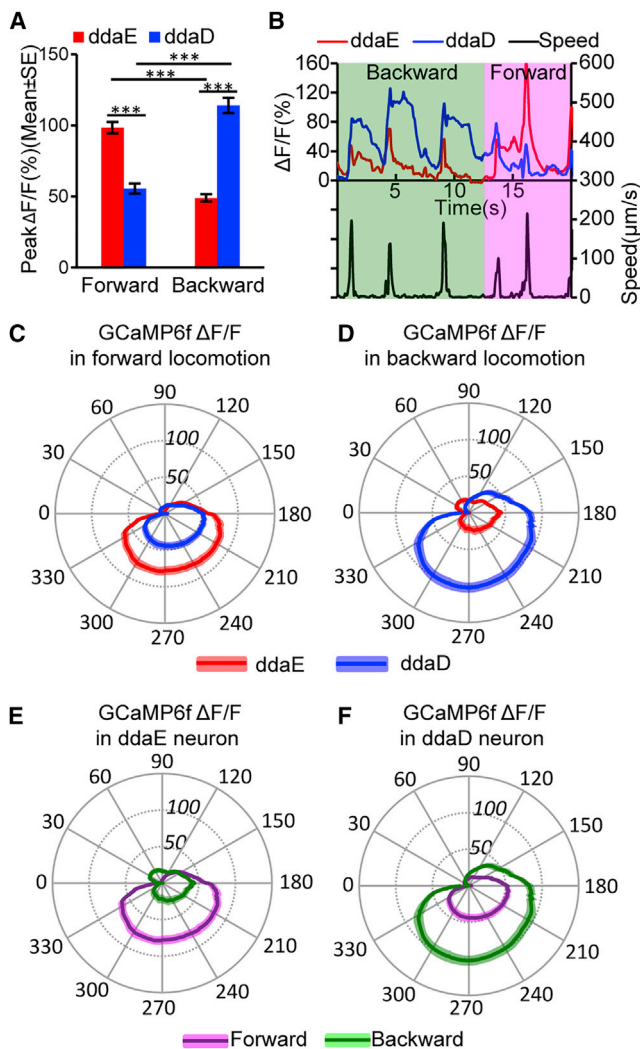 A
ddaE ddaD
Peak ΔF/F(%)(Mean±SE)
150
100
50
0
***
***
***
***
Forward Backward
B
ddaE ddaD Speed
Backward Forward
ΔF/F(%)
160
120
80
40
0
5 10 15
Time(s)
600
500
400
300
200
100
0
Speed(μm/s)
C
GCaMP6f ΔF/F
in forward locomotion
90
60 120
30 150
0 180
330 210
300 240
270
100
50
D
GCaMP6f ΔF/F
in backward locomotion
90
60 120
30 150
0 180
330 210
300 240
270
100
50
ddaE ddaD
E
GCaMP6f ΔF/F
in ddaE neuron
90
60 120
30 150
0 180
330 210
300 240
270
100
50
F
GCaMP6f ΔF/F
in ddaD neuron
90
60 120
30 150
0 180
330 210
300 240
270
100
50
Forward Backward